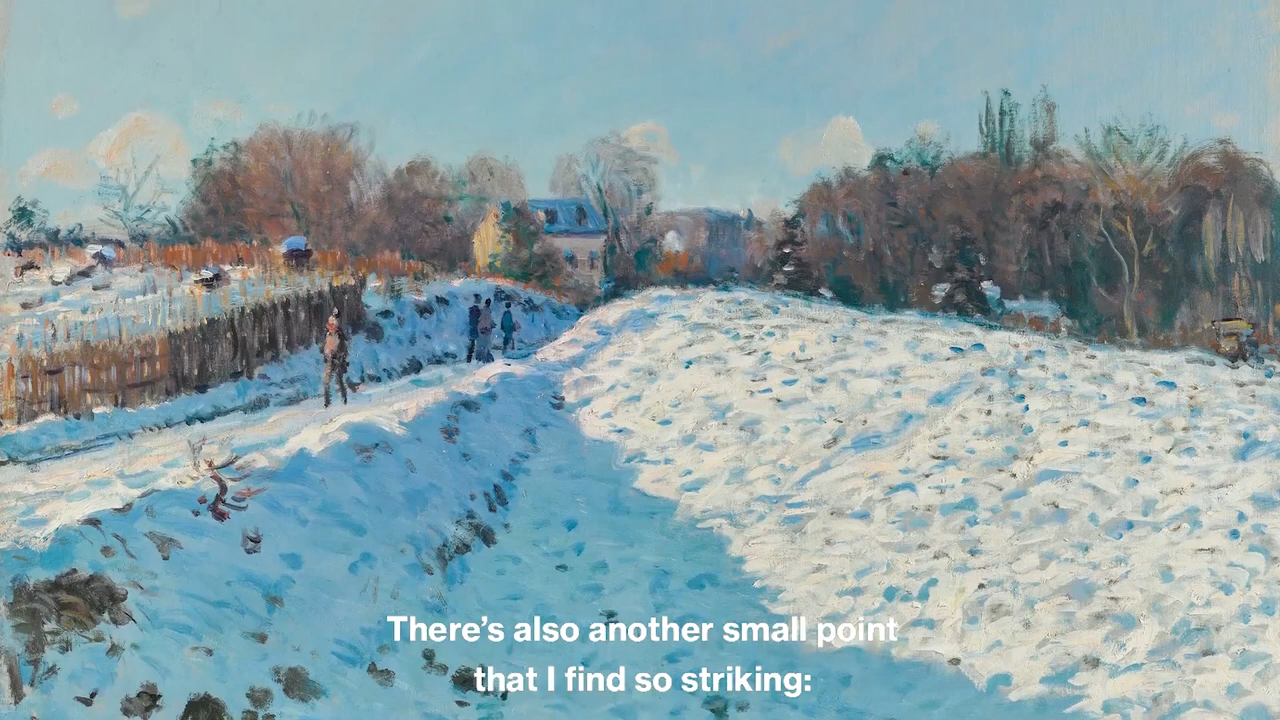 There’s also another small point
that I find so striking: